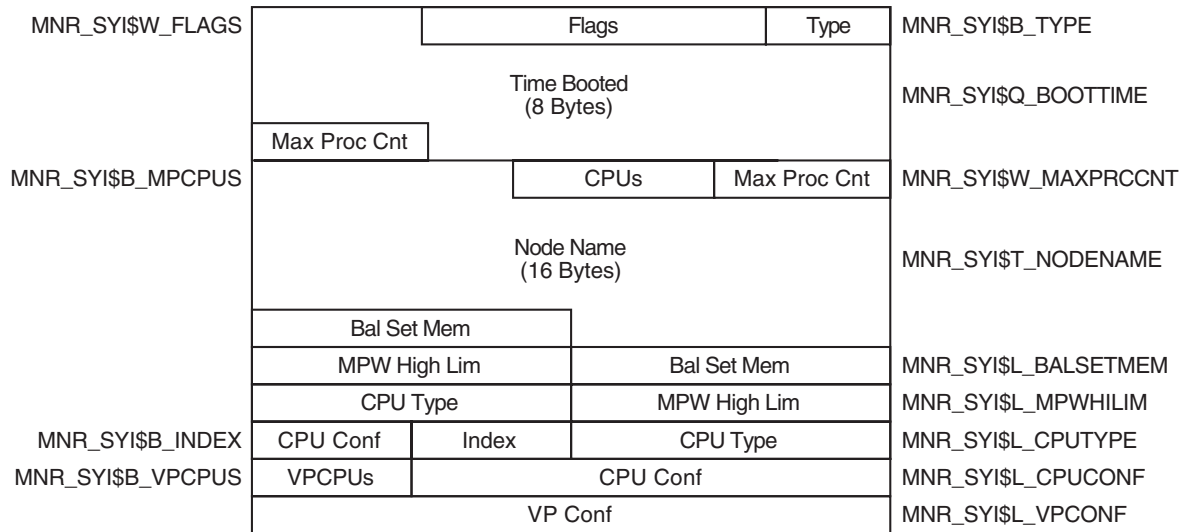 MNR_SYI$W_FLAGS Flags Type MNR_SYI$B_TYPE
Time Booted
(8 Bytes)
MNR_SYI$Q_BOOTTIME
Max Proc Cnt
MNR_SYI$B_MPCPUS CPUs Max Proc Cnt MNR_SYI$W_MAXPRCCNT
Node Name
(16 Bytes)
MNR_SYI$T_NODENAME
Bal Set Mem
MPW High Lim Bal Set Mem MNR_SYI$L_BALSETMEM
CPU Type MPW High Lim MNR_SYI$L_MPWHILIM
MNR_SYI$B_INDEX CPU Conf Index CPU Type MNR_SYI$L_CPUTYPE
MNR_SYI$B_VPCPUS VPCPUs CPU Conf MNR_SYI$L_CPUCONF
VP Conf MNR_SYI$L_VPCONF